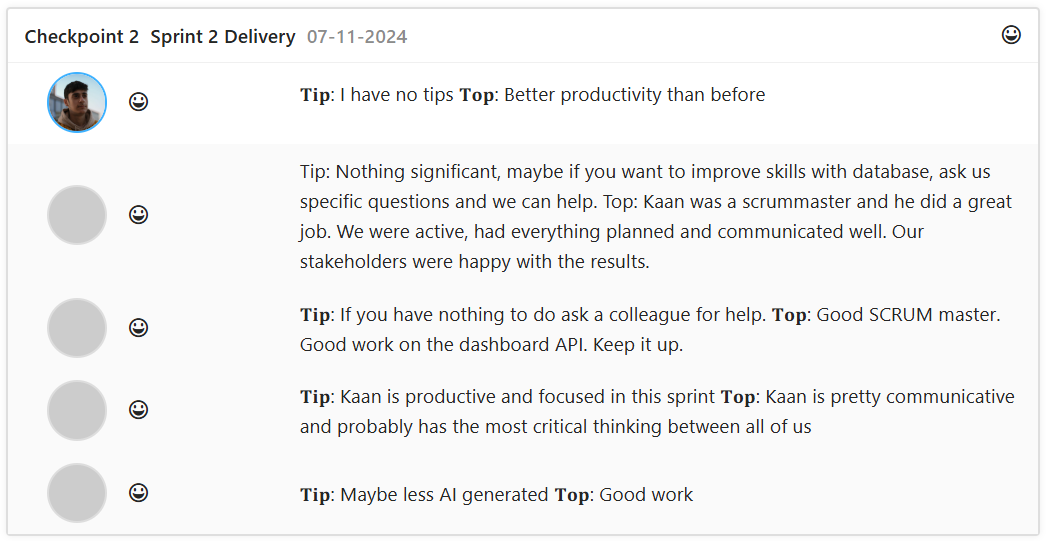 Checkpoint 2 Sprint 2 Delivery 07-11-2024
Tip: I have no tips Top: Better productivity than before
Tip: Nothing significant, maybe if you want to improve skills with database, ask us
specific questions and we can help. Top: Kaan was a scrummaster and he did a great
job. We were active, had everything planned and communicated well. Our
stakeholders were happy with the results.
Tip: If you have nothing to do ask a colleague for help. Top: Good SCRUM master.
Good work on the dashboard API. Keep it up.
Tip: Kaan is productive and focused in this sprint Top: Kaan is pretty communicative
and probably has the most critical thinking between all of us
Tip: Maybe less AI generated Top: Good work